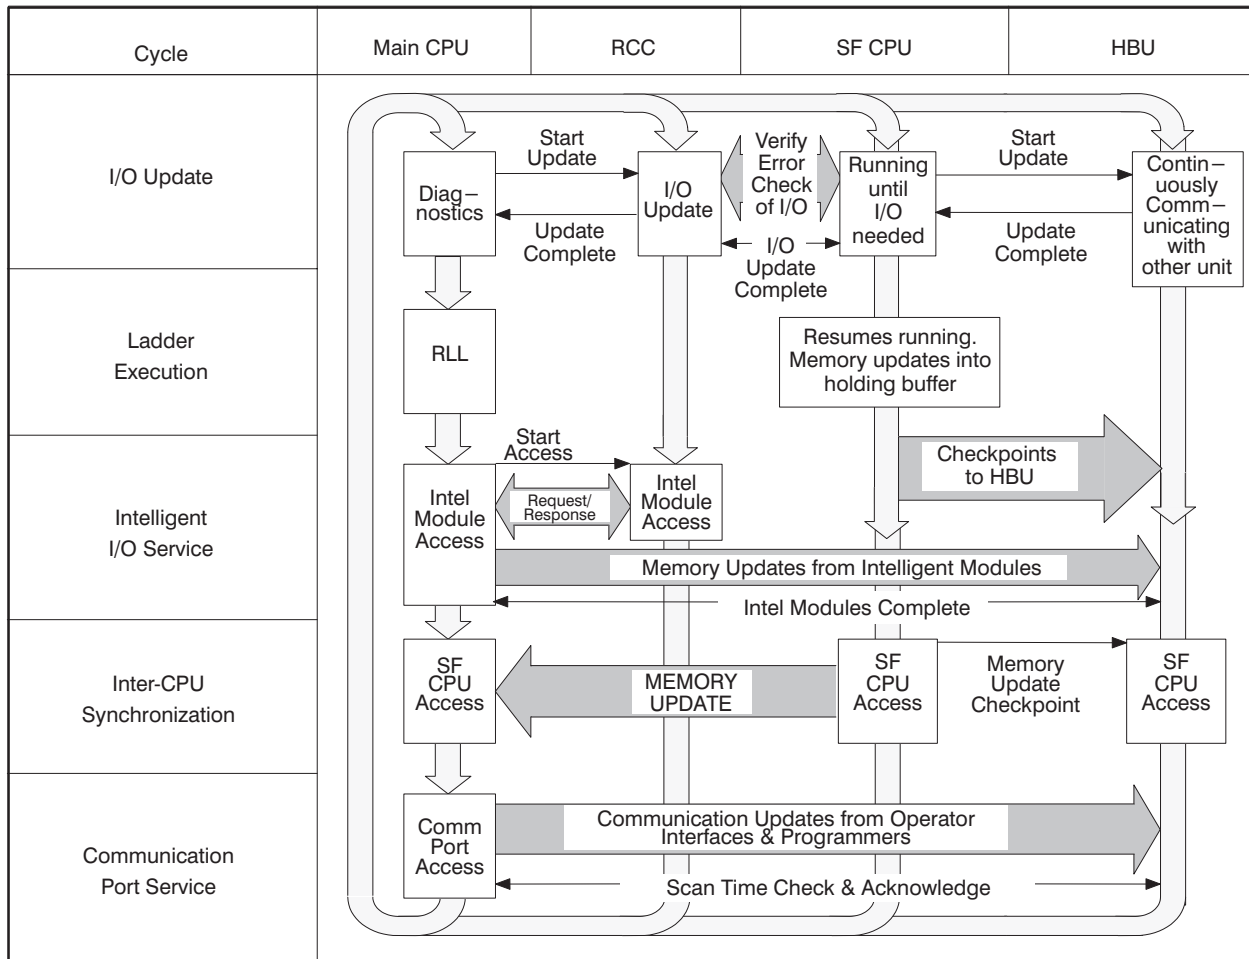 Cycle
Main CPU
RCC
SF CPU
HBU
I/O Update
Diag–
nostics
Start
Update
Update
Complete
I/O
Update
Verify
Error
Check
of I/O
I/O
Update
Complete
Running
until
I/O
needed
Start
Update
Update
Complete
Contin–
uously
Comm–
unicating
with
other unit
Ladder
Execution
RLL
Resumes running.
Memory updates into
holding buffer
Intelligent
I/O Service
Intel
Module
Access
Start
Access
Request/
Response
Intel
Module
Access
Checkpoints
to HBU
Memory Updates from Intelligent Modules
Intel Modules Complete
Inter-CPU
Synchronization
SF
CPU
Access
MEMORY
UPDATE
SF
CPU
Access
Memory
Update
Checkpoint
SF
CPU
Access
Communication
Port Service
Comm
Port
Access
Communication Updates from Operator
Interfaces & Programmers
Scan Time Check & Acknowledge